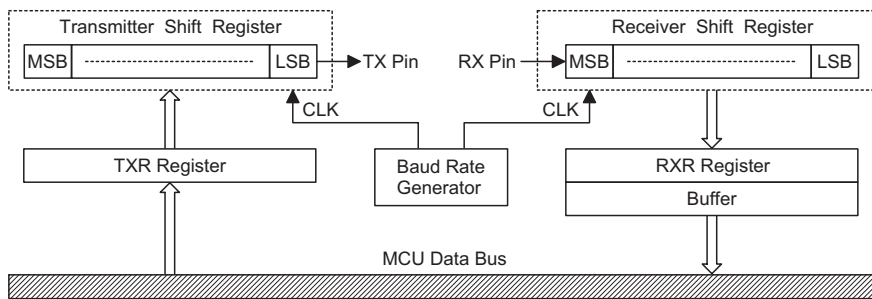 Transmitter Shift Register
Receiver Shift Register
MSB
LSB
TX Pin
RX Pin
MSB
LSB
CLK
CLK
TXR Register
Baud Rate
Generator
RXR Register
Buffer
MCU Data Bus